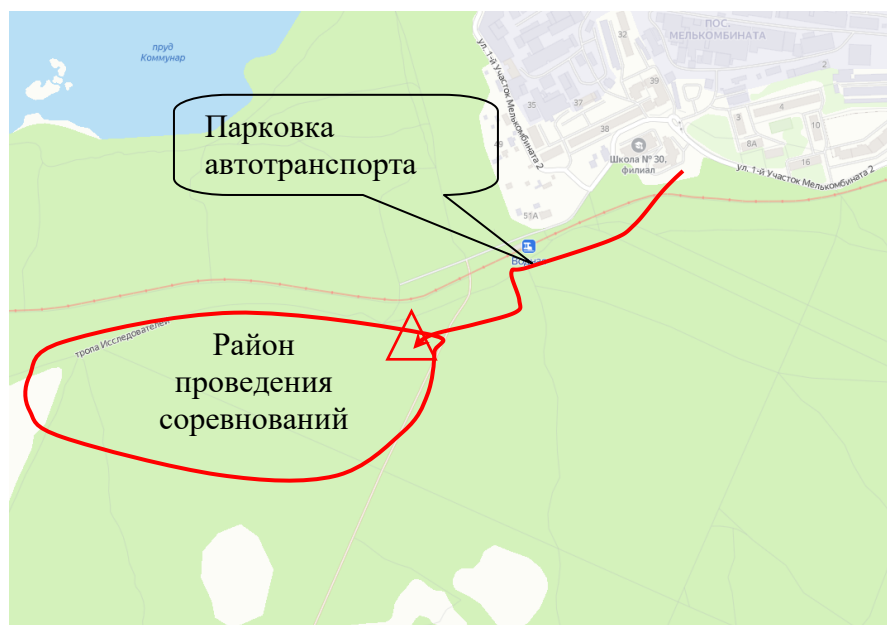 пруд
Коммунар
ПОС.
МЕЛЬКОМБИНАТА
ул. 1-й Участок Мелькомбината 2
32
2
39
35
37
3
4
38
10
49
8А
Школа № 30,
филиал
16
ул. 1-й Участок Мелькомбината 2
51А
Парковка
автотранспорта
тропа Исследователей
Район
проведения
соревнований